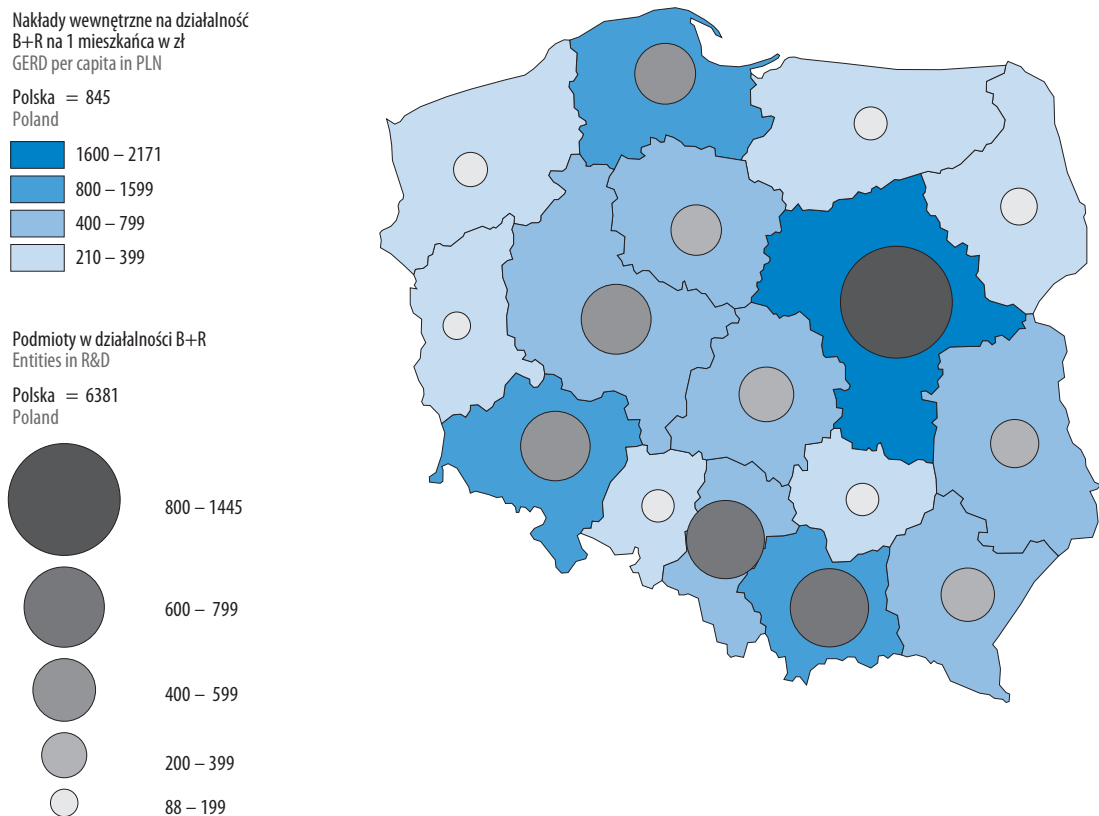 Nakłady wewnętrzne na działalność
B+R na 1 mieszkańca w zł
GERD per capita in PLN
Polska = 845
Poland
1600 – 2171
800 – 1599
400 – 799
210 – 399
Podmioty w działalności B+R
Entities in R&D
Polska = 6381
Poland
800 – 1445
600 – 799
400 – 599
200 – 399
88 – 199